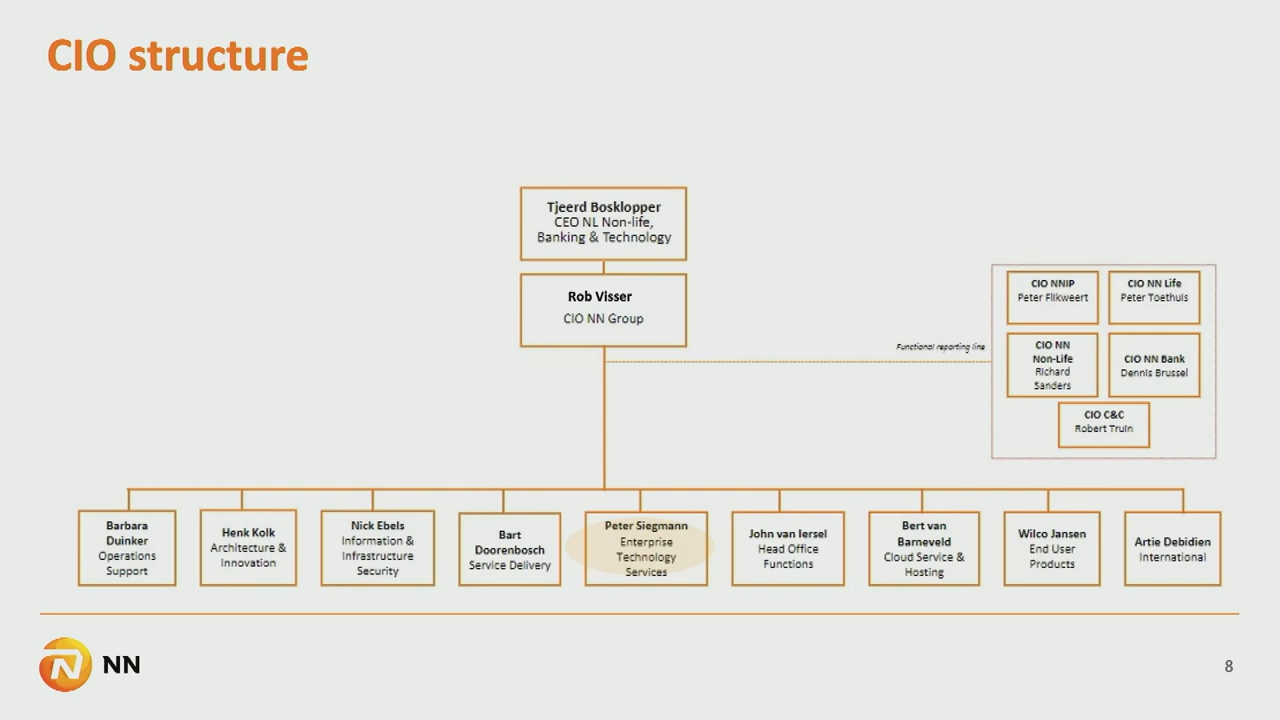 CIO structure
Tjeerd Bosklopper
CEO NL Non-life,
Banking & Technology
Rob Visser
CIO NN Group
Functional reporting line
CIO NNIP
Peter Flikweert
CIO NN Life
Peter Toethuis
CIO NN
Non-Life
Richard
Sanders
CIO NN Bank
Dennis Brussel
CIO C&C
Robert Truin
Barbara
Duinker
Operations
Support
Henk Kolk
Architecture &
Innovation
Nick Ebels
Information &
Infrastructure
Security
Bart
Doorenbosch
Service Delivery
Peter Siegmann
Enterprise
Technology
Services
John van Iersel
Head Office
Functions
Bert van
Barneveld
Cloud Service &
Hosting
Wilco Jansen
End User
Products
Artie Debidien
International
NN
8